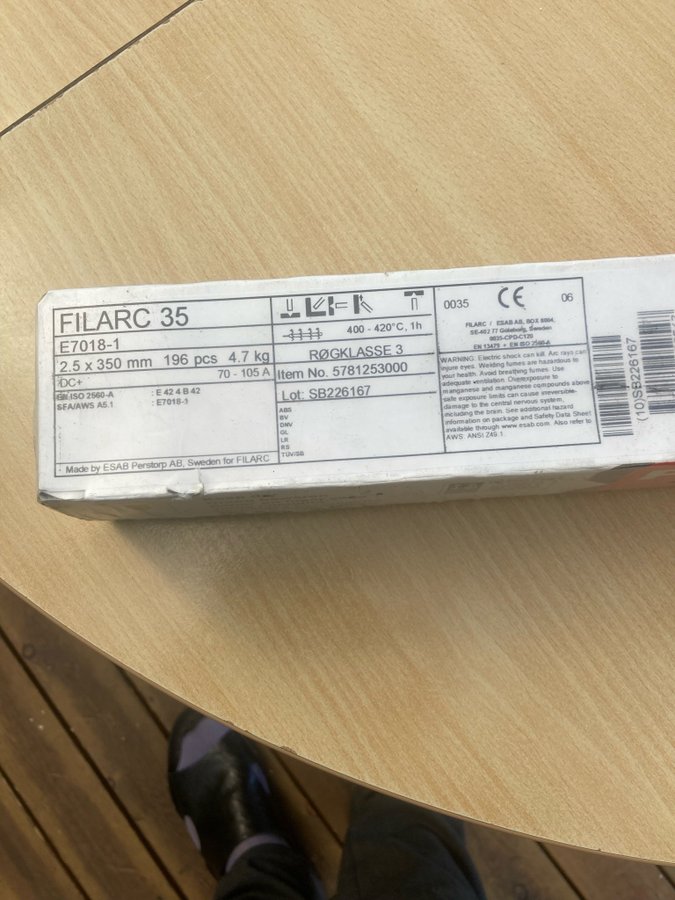 FILARC 35
E7018-1
2.5 x 350 mm 196 pcs 4.7 kg
DC+ 70 - 105 A
EN ISO 2560-A : E 42 4 B 42
SFA/AWS A5.1 : E7018-1
Made by ESAB Perstorp AB, Sweden for FILARC
400 - 420°C, 1h
RØGKLASSE 3
Item No. 5781253000
Lot: SB226167
ABS
BV
DNV
GL
LR
RS
TÜV/SB
0035 CE 06
FILARC / ESAB AB, BOX 8004,
SE-402 77 Göteborg, Sweden
0035-CPD-C120
EN 13479 + EN ISO 2560-A
WARNING: Electric shock can kill. Arc rays can
injure eyes. Welding fumes are hazardous to
your health. Avoid breathing fumes. Use
adequate ventilation. Overexposure to
manganese and manganese compounds above
safe exposure limits can cause irreversible
damage to the central nervous system,
including the brain. See additional hazard
information on package and Safety Data Sheet
available through www.esab.com. Also refer to
AWS: ANSI Z49.1.
(10)SB226167